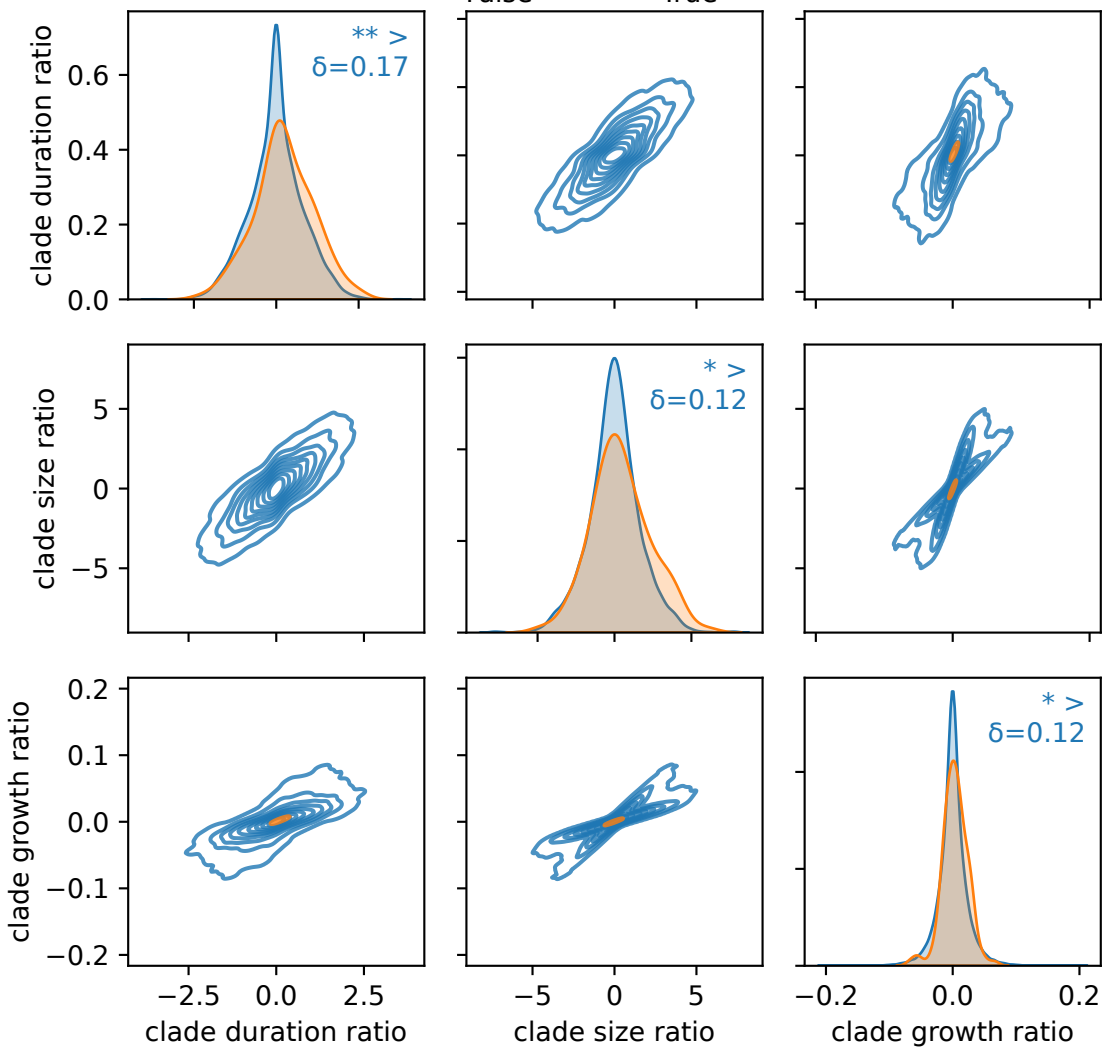 False True
** >
δ=0.17
clade duration ratio
0.6
0.4
0.2
0.0
* >
δ=0.12
clade size ratio
5
0
−5
* >
δ=0.12
clade growth ratio
0.2
0.1
0.0
−0.1
−0.2
−2.5 0.0 2.5
−5 0 5
−0.2 0.0 0.2
clade duration ratio
clade size ratio
clade growth ratio